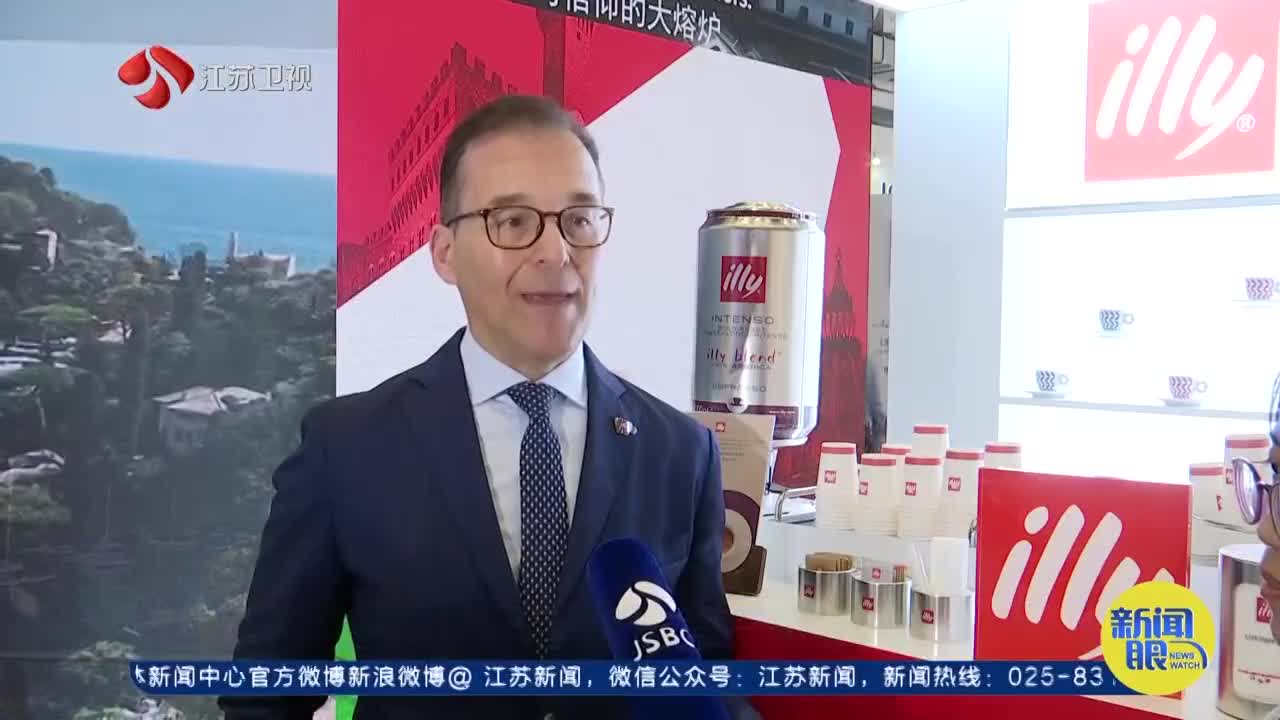 的大熔炉
江苏卫视
illy®
illy
INTENSO
illy blend
ESPRESSO
illy
JSBC
新闻眼
NEWS WATCH
新闻中心官方微博新浪微博@ 江苏新闻，微信公众号：江苏新闻，新闻热线：025-831